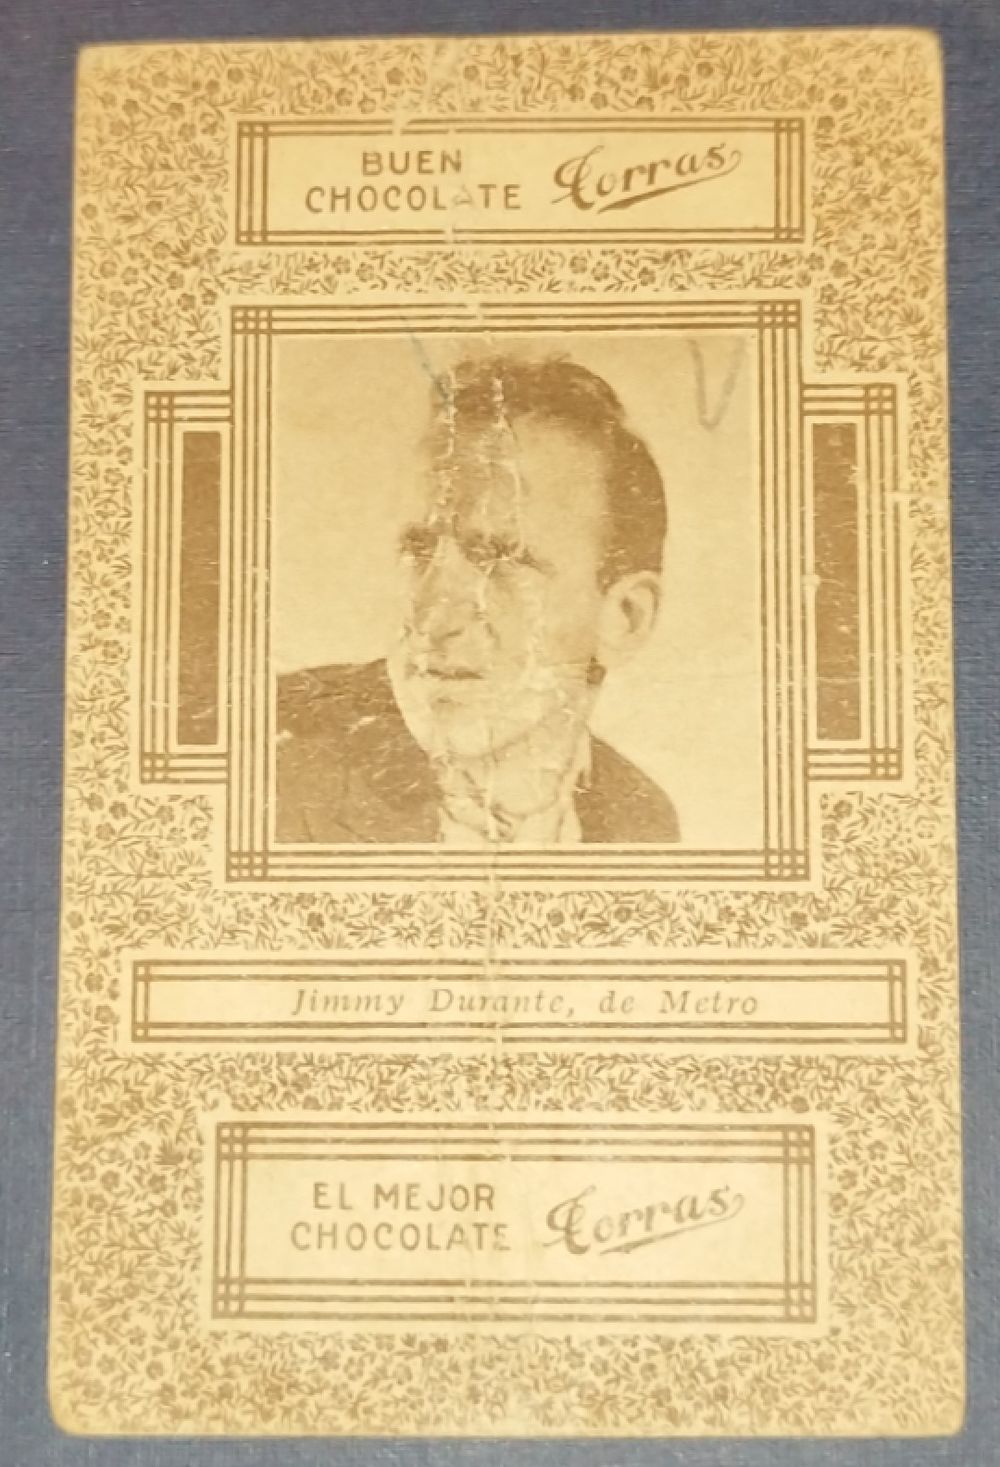 BUEN
CHOCOLATE Torras
Jimmy Durante, de Metro
EL MEJOR
CHOCOLATE Torras